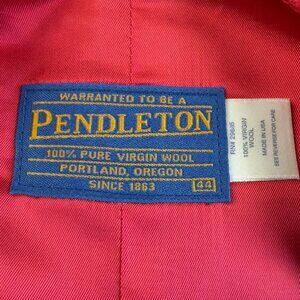 WARRANTED TO BE A
PENDLETON
100% PURE VIRGIN WOOL
PORTLAND, OREGON
SINCE 1863
44
RN# 29685
100% VIRGIN
WOOL
MADE IN USA
SEE REVERSE FOR CARE